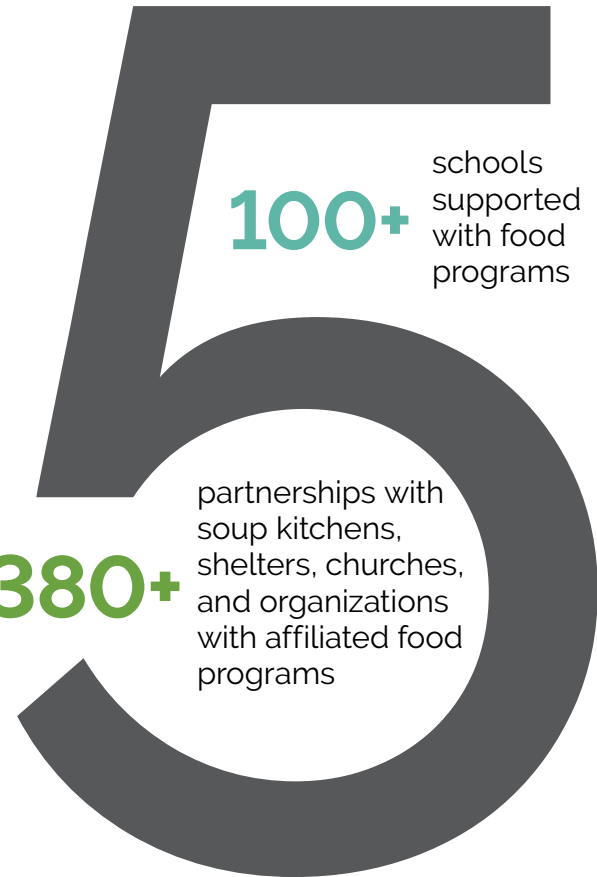 5
100+
schools
supported
with food
programs
380+
partnerships with
soup kitchens,
shelters, churches,
and organizations
with affiliated food
programs